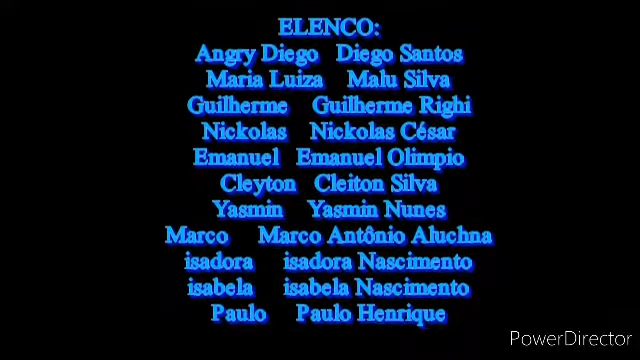 ELENCO:
Angry Diego Diego Santos
Maria Luiza Malu Silva
Guilherme Guilherme Righi
Nickolas Nickolas César
Emanuel Emanuel Olimpio
Cleyton Cleiton Silva
Yasmin Yasmin Nunes
Marco Marco Antônio Aluchna
isadora isadora Nascimento
isabela isabela Nascimento
Paulo Paulo Henrique
PowerDirector